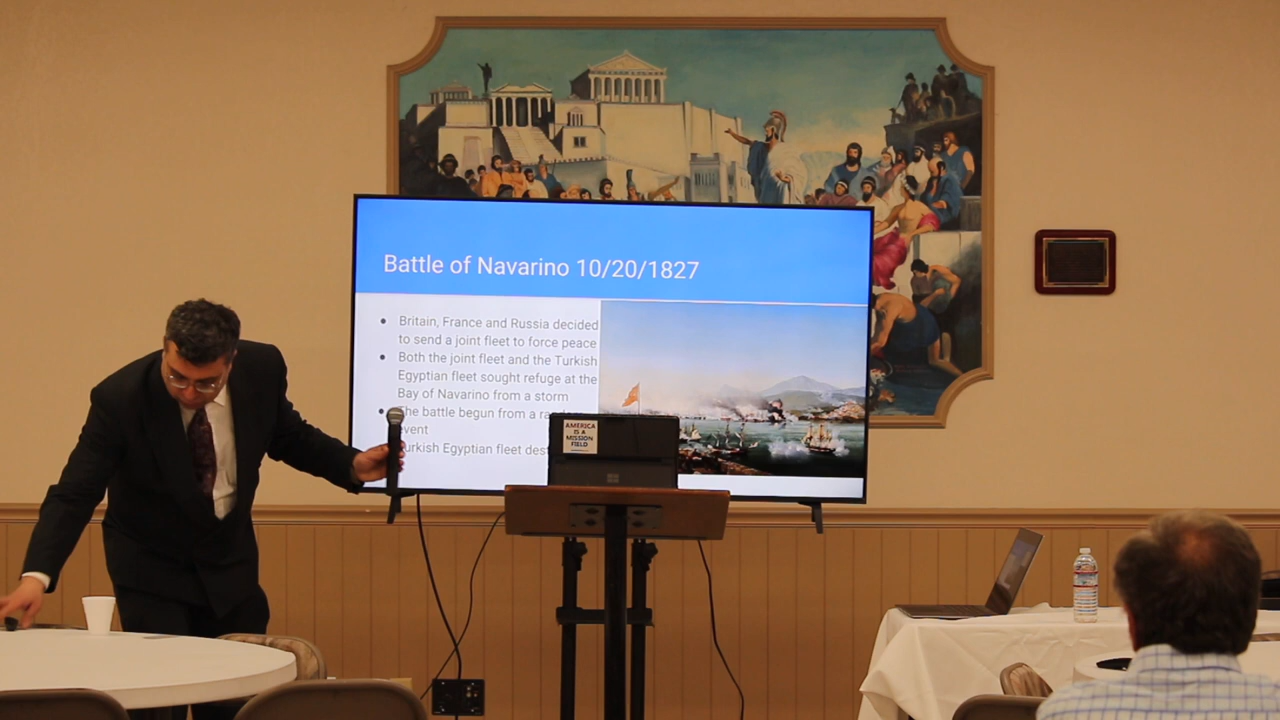 Battle of Navarino 10/20/1827
Britain, France and Russia decided
to send a joint fleet to force peace
Both the joint fleet and the Turkish
Egyptian fleet sought refuge at the
Bay of Navarino from a storm
The battle begun from a
event
Turkish Egyptian fleet
AMERICA
IS A
MISSION
FIELD